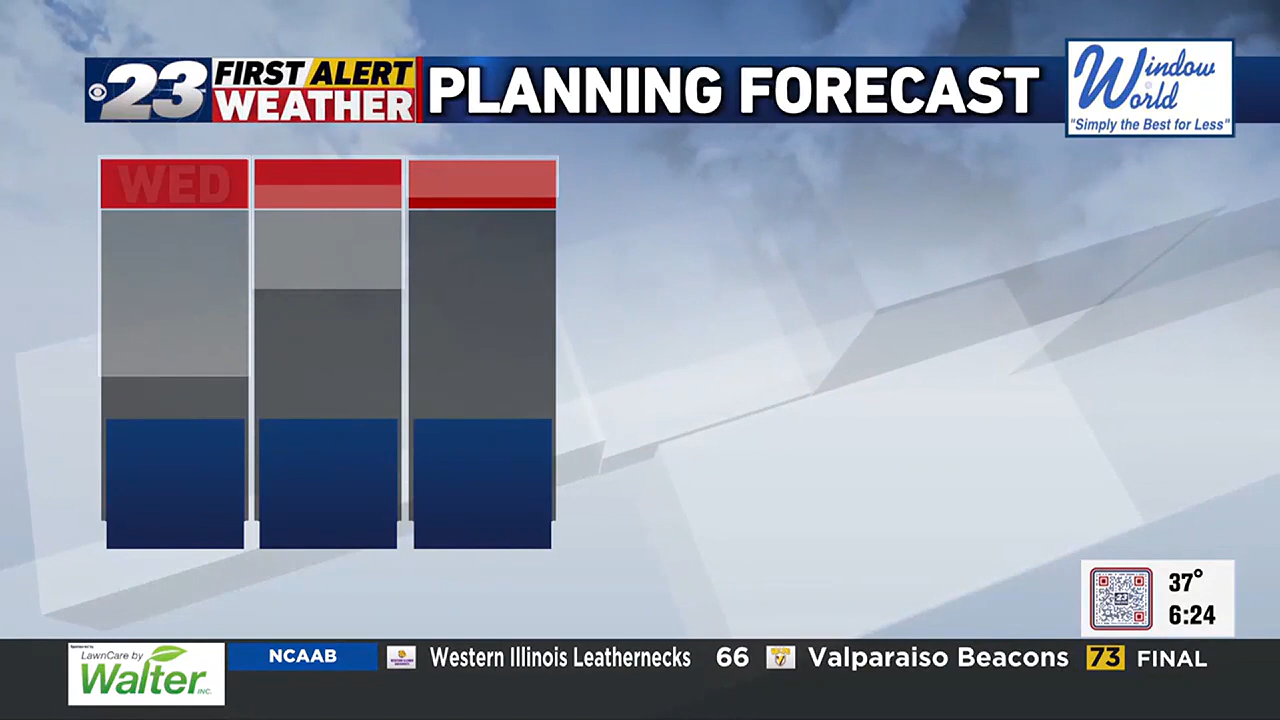 23 FIRST ALERT
WEATHER
PLANNING FORECAST
Window
World
"Simply the Best for Less"
WED
37°
6:24
LawnCare by
Walter INC.
NCAAB
Western Illinois Leathernecks 66
Valparaiso Beacons 73 FINAL